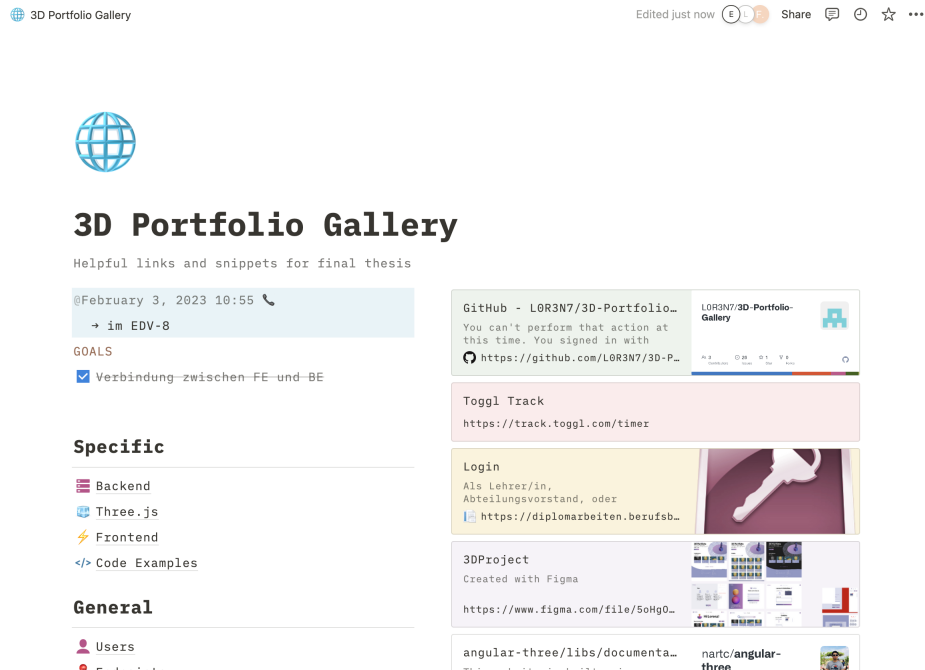 3D Portfolio Gallery
Edited just now
E
L
F
Share
3D Portfolio Gallery
Helpful links and snippets for final thesis
@February 3, 2023 10:55
→ im EDV-8
GOALS
Verbindung zwischen FE und BE
Specific
Backend
Three.js
Frontend
</> Code Examples
General
Users
GitHub - L0R3N7/3D-Portfolio…
You can't perform that action at
this time. You signed in with
https://github.com/L0R3N7/3D-P…
L0R3N7/3D-Portfolio-
Gallery
Toggl Track
https://track.toggl.com/timer
Login
Als Lehrer/in,
Abteilungsvorstand, oder
https://diplomarbeiten.berufsb…
3DProject
Created with Figma
https://www.figma.com/file/5oHgO…
angular-three/libs/documenta…
nartc/angular-
three